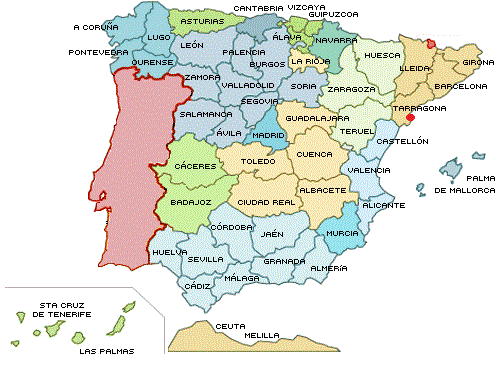 CANTABRIA VIZCAYA
GUIPUZCOA
ASTURIAS
A CORUÑA
LUGO
ÁLAVA
NAVARRA
PONTEVEDRA
LEÓN
PALENCIA
BURGOS
LA RIOJA
HUESCA
GIRONA
OURENSE
LLEIDA
ZAMORA
VALLADOLID
SORIA
ZARAGOZA
BARCELONA
SEGOVIA
TARRAGONA
SALAMANCA
GUADALAJARA
ÁVILA
MADRID
TERUEL
CASTELLÓN
CÁCERES
TOLEDO
CUENCA
VALENCIA
PALMA
DE MALLORCA
BADAJOZ
CIUDAD REAL
ALBACETE
ALICANTE
CÓRDOBA
JAÉN
MURCIA
HUELVA
SEVILLA
GRANADA
ALMERÍA
MÁLAGA
CÁDIZ
STA CRUZ
DE TENERIFE
LAS PALMAS
CEUTA
MELILLA